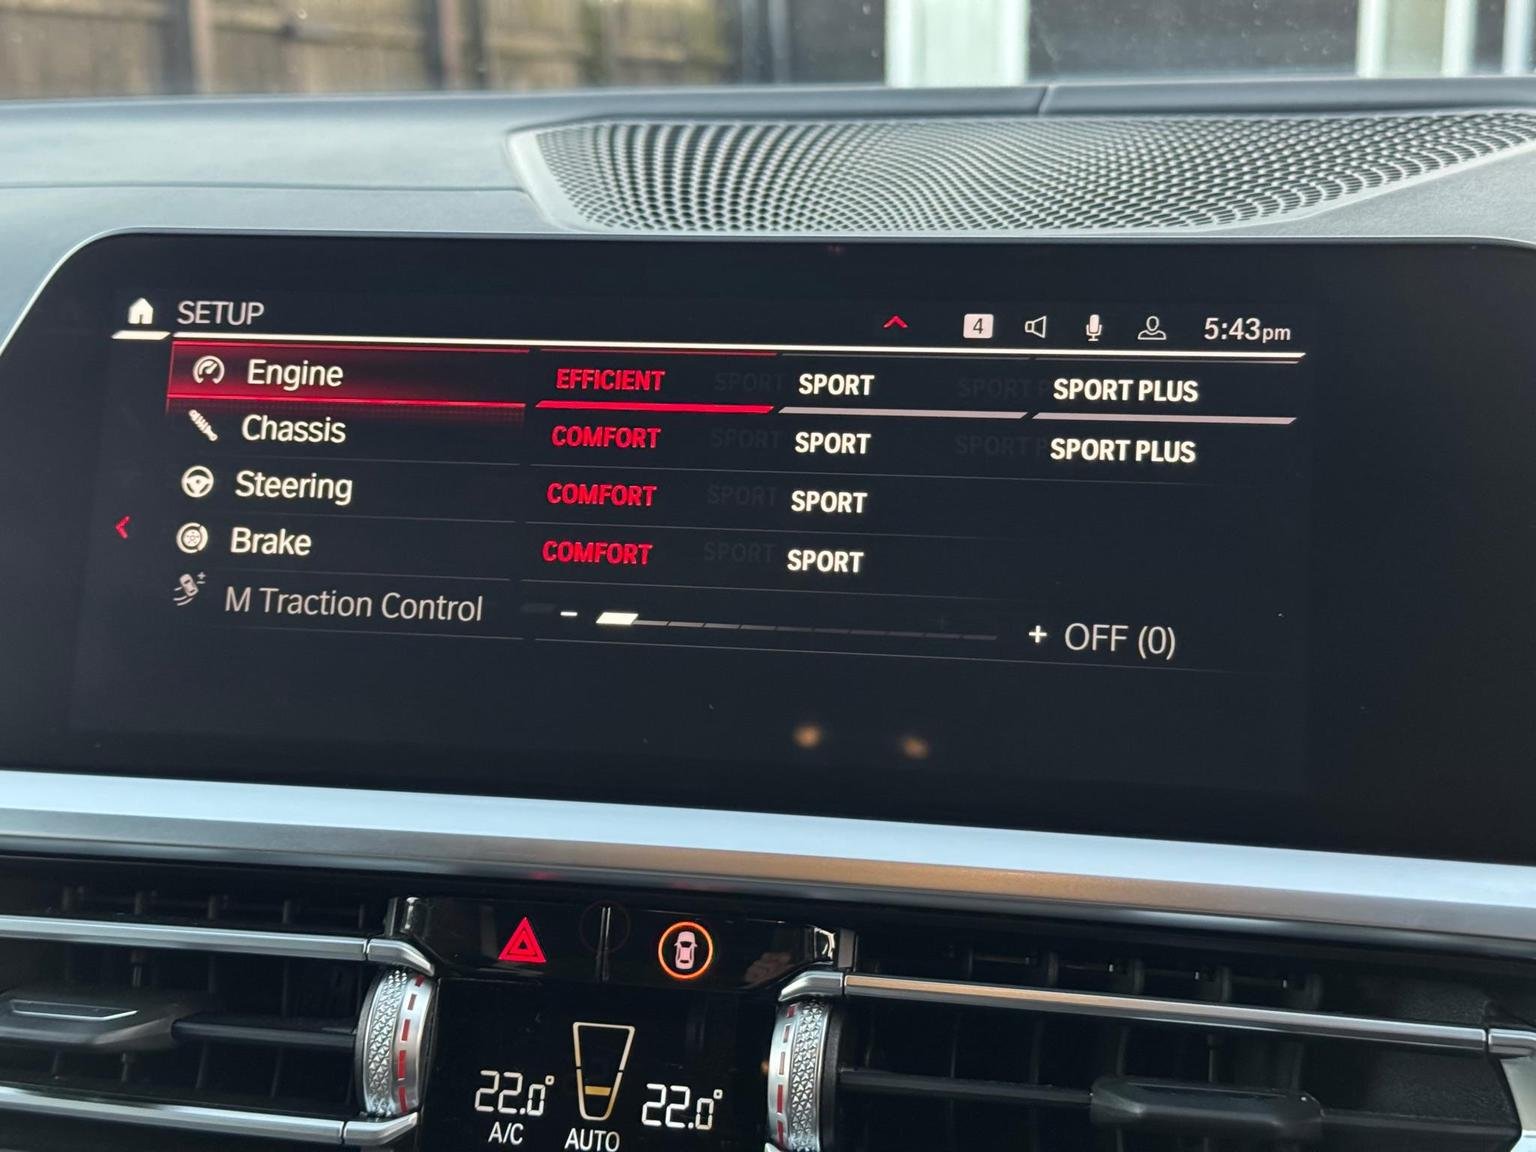 SETUP 4 5:43pm
Engine EFFICIENT SPORT SPORT PLUS
Chassis COMFORT SPORT SPORT PLUS
Steering COMFORT SPORT
Brake COMFORT SPORT
M Traction Control - + OFF (0)
22.0° 22.0°
A/C AUTO